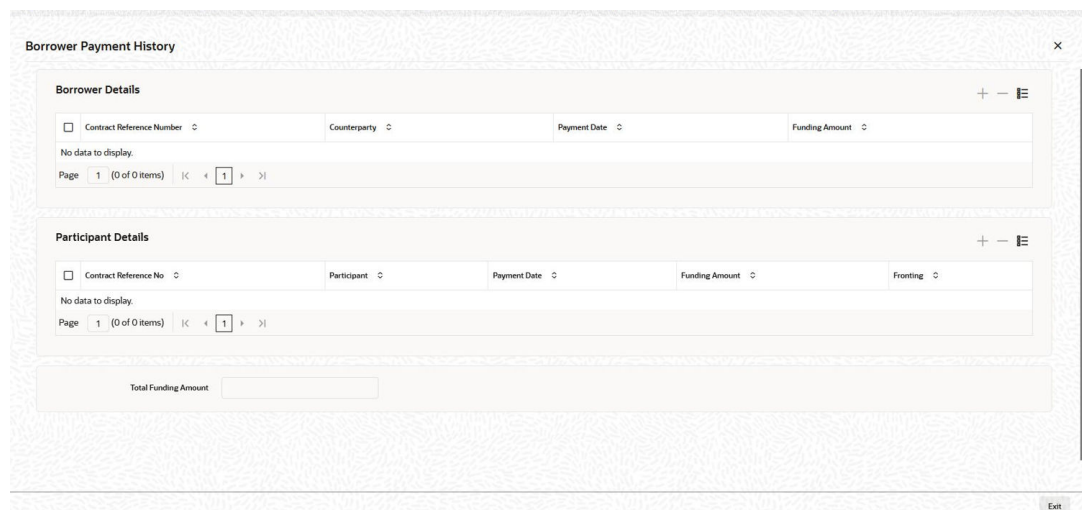 Borrower Payment History
Borrower Details
Contract Reference Number Counterparty Payment Date Funding Amount
No data to display.
Page 1 (0 of 0 items) 1
Participant Details
Contract Reference No Participant Payment Date Funding Amount Fronting
No data to display.
Page 1 (0 of 0 items) 1
Total Funding Amount
Exit